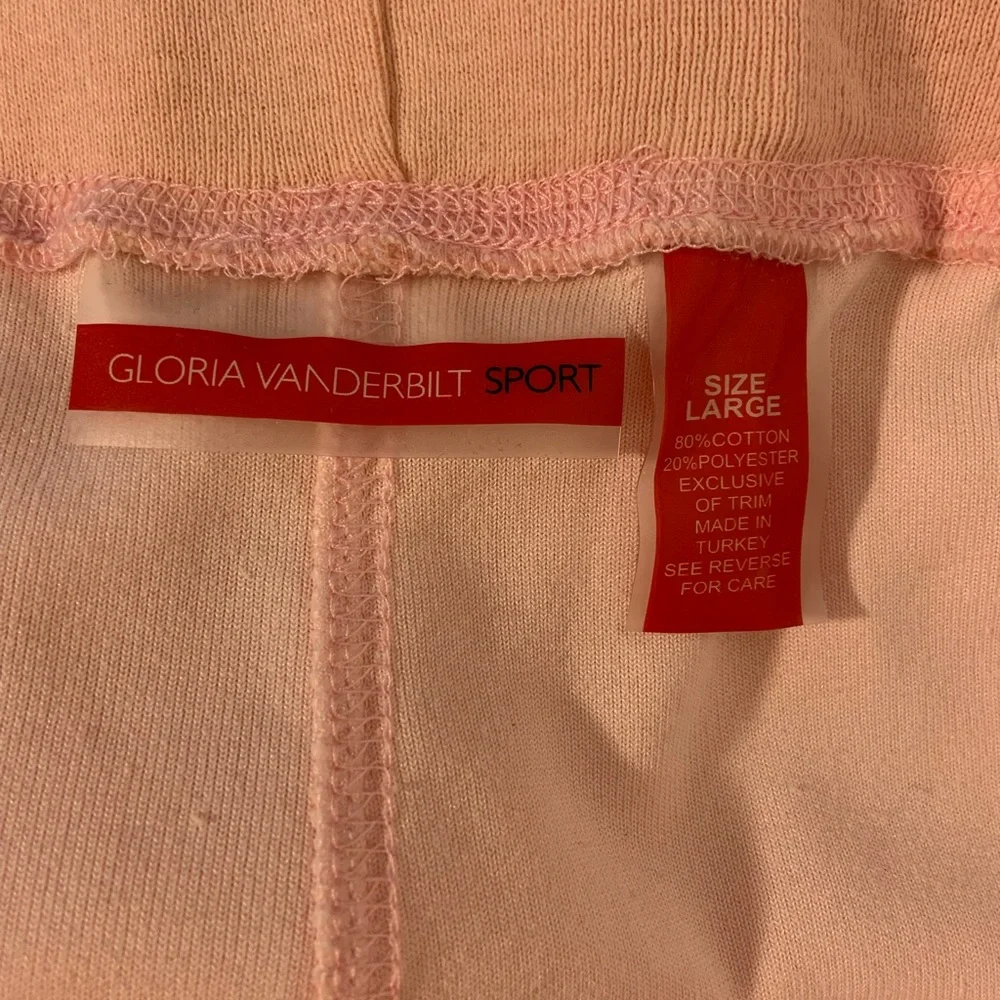 GLORIA VANDERBILT SPORT
SIZE
LARGE
80%COTTON
20%POLYESTER
EXCLUSIVE
OF TRIM
MADE IN
TURKEY
SEE REVERSE
FOR CARE